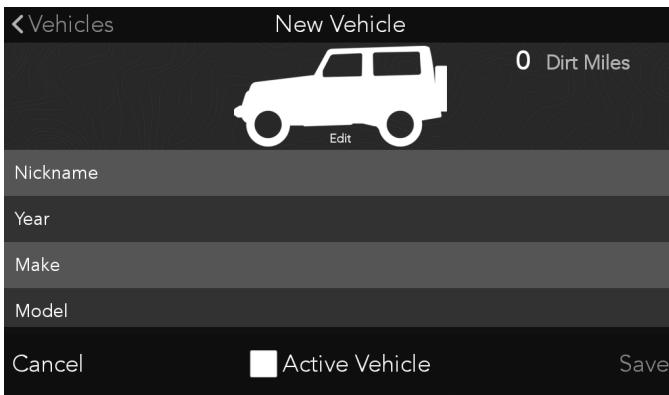 Vehicles New Vehicle
0 Dirt Miles
Edit
Nickname
Year
Make
Model
Cancel Active Vehicle Save